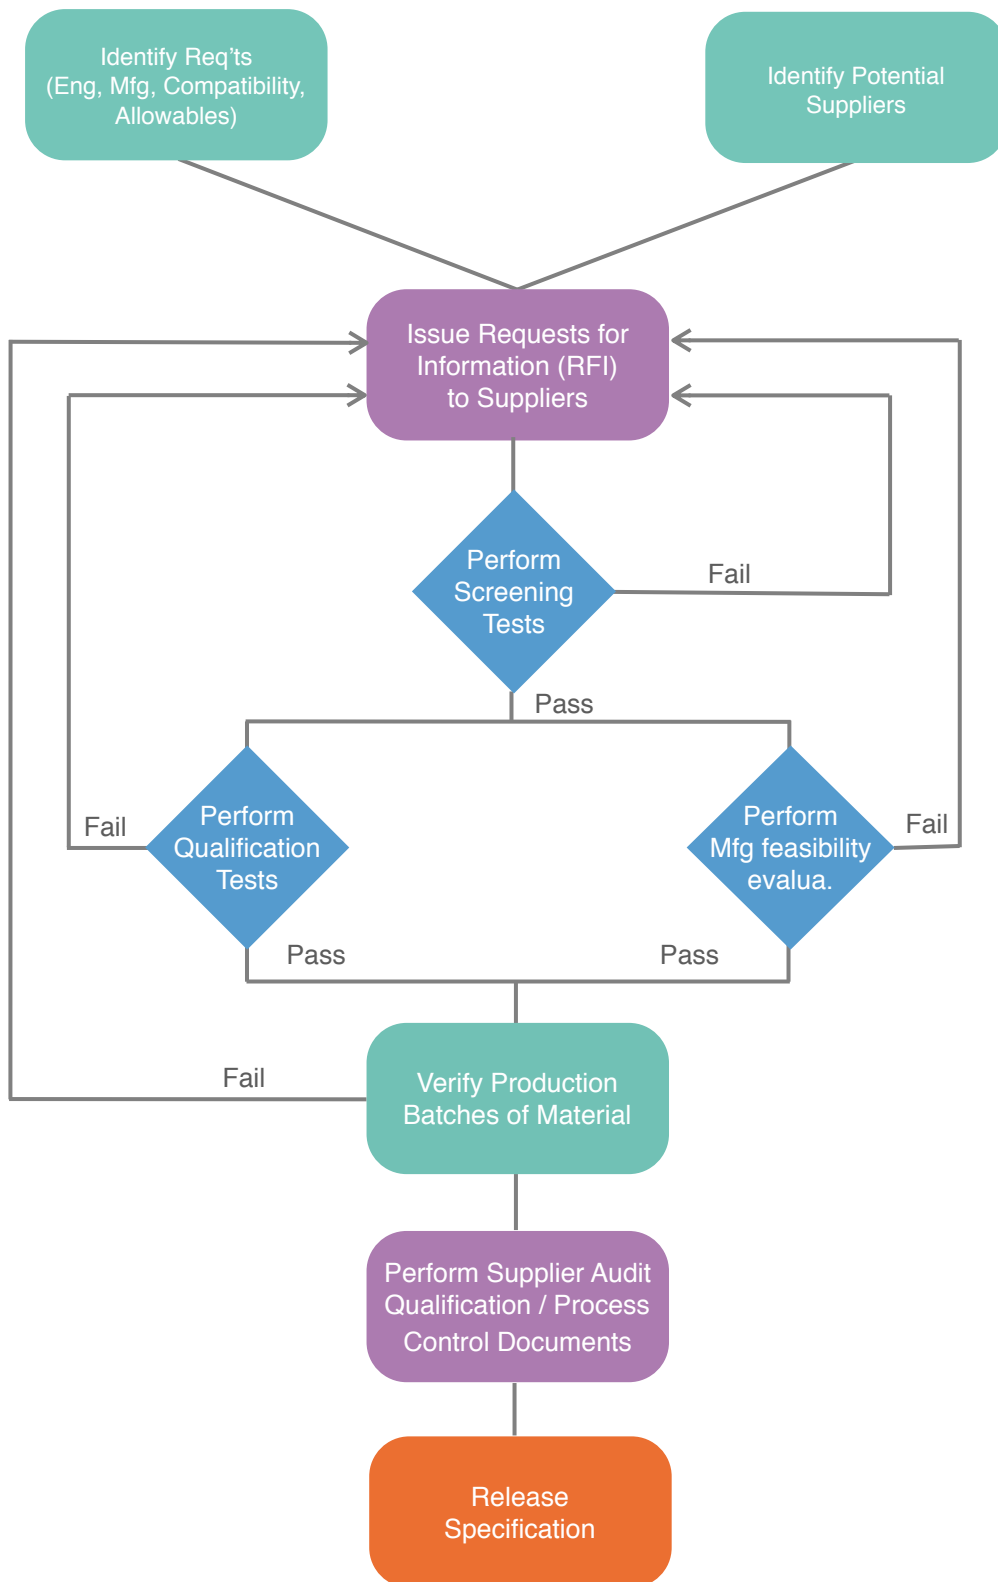 Identify Req'ts
(Eng, Mfg, Compatibility,
Allowables)
Identify Potential
Suppliers
Issue Requests for
Information (RFI)
to Suppliers
Perform
Screening
Tests
Fail
Pass
Fail
Perform
Qualification
Tests
Perform
Mfg feasibility
evalua.
Fail
Pass
Pass
Fail
Verify Production
Batches of Material
Perform Supplier Audit
Qualification / Process
Control Documents
Release
Specification